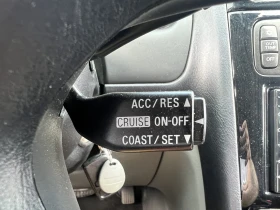 ACC/RES ▲
CRUISE ON-OFF ◀
COAST/SET ▼